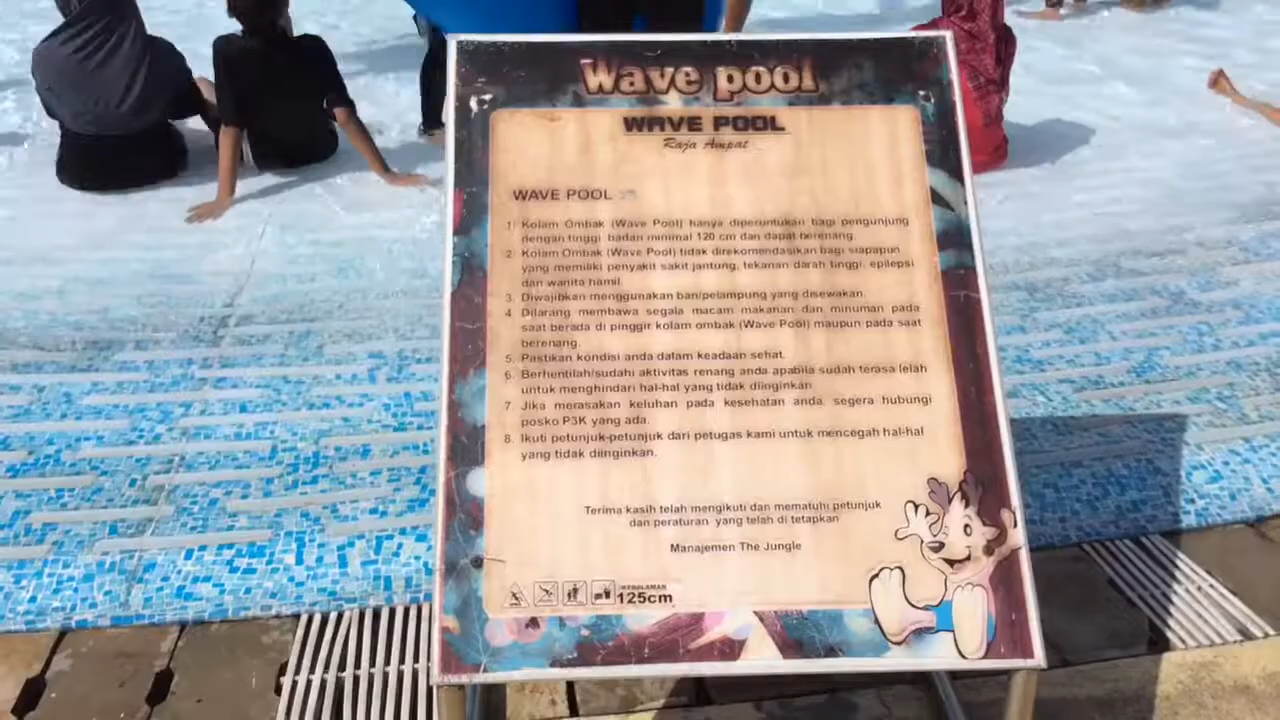 Wave pool
WAVE POOL
Raja Ampat
WAVE POOL
1. Kolam Ombak (Wave Pool) hanya diperuntukan bagi pengunjung
dengan tinggi badan minimal 120 cm dan dapat berenang.
2. Kolam Ombak (Wave Pool) tidak direkomendasikan bagi siapapun
yang memiliki penyakit sakit jantung, tekanan darah tinggi, epilepsi
dan wanita hamil.
3. Diwajibkan menggunakan ban/pelampung yang disewakan.
4. Dilarang membawa segala macam makanan dan minuman pada
saat berada di pinggir kolam ombak (Wave Pool) maupun pada saat
berenang.
5. Pastikan kondisi anda dalam keadaan sehat.
6. Berhentilah/sudahi aktivitas renang anda apabila sudah terasa lelah
untuk menghindari hal-hal yang tidak diinginkan.
7. Jika merasakan keluhan pada kesehatan anda segera hubungi
posko P3K yang ada.
8. Ikuti petunjuk-petunjuk dari petugas kami untuk mencegah hal-hal
yang tidak diinginkan.
Terima kasih telah mengikuti dan mematuhi petunjuk
dan peraturan yang telah di tetapkan
Manajemen The Jungle
KEDALAMAN
125cm